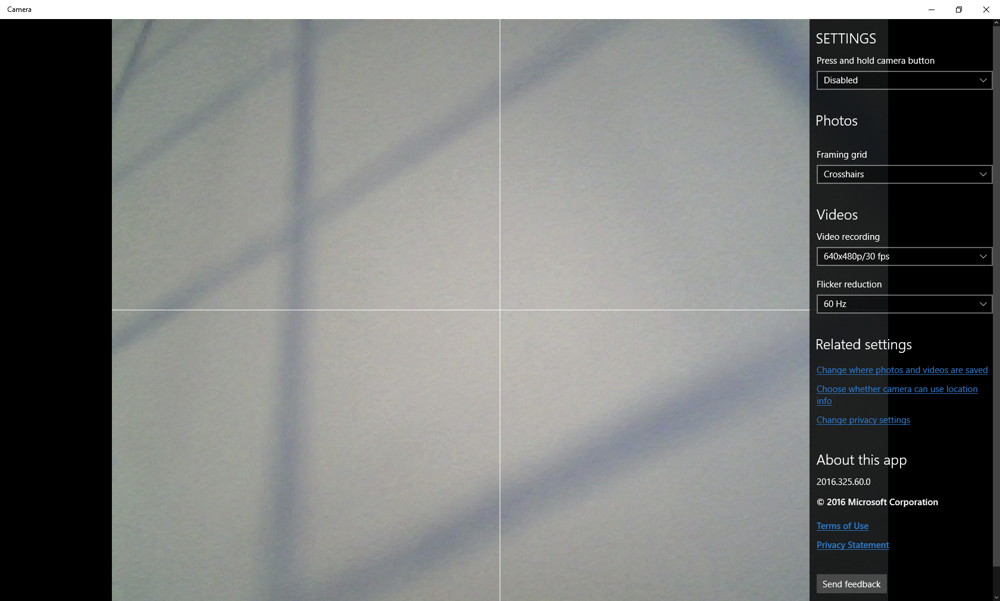 Camera
SETTINGS
Press and hold camera button
Disabled
Photos
Framing grid
Crosshairs
Videos
Video recording
640x480p/30 fps
Flicker reduction
60 Hz
Related settings
Change where photos and videos are saved
Choose whether camera can use location
info
Change privacy settings
About this app
2016.325.60.0
© 2016 Microsoft Corporation
Terms of Use
Privacy Statement
Send feedback